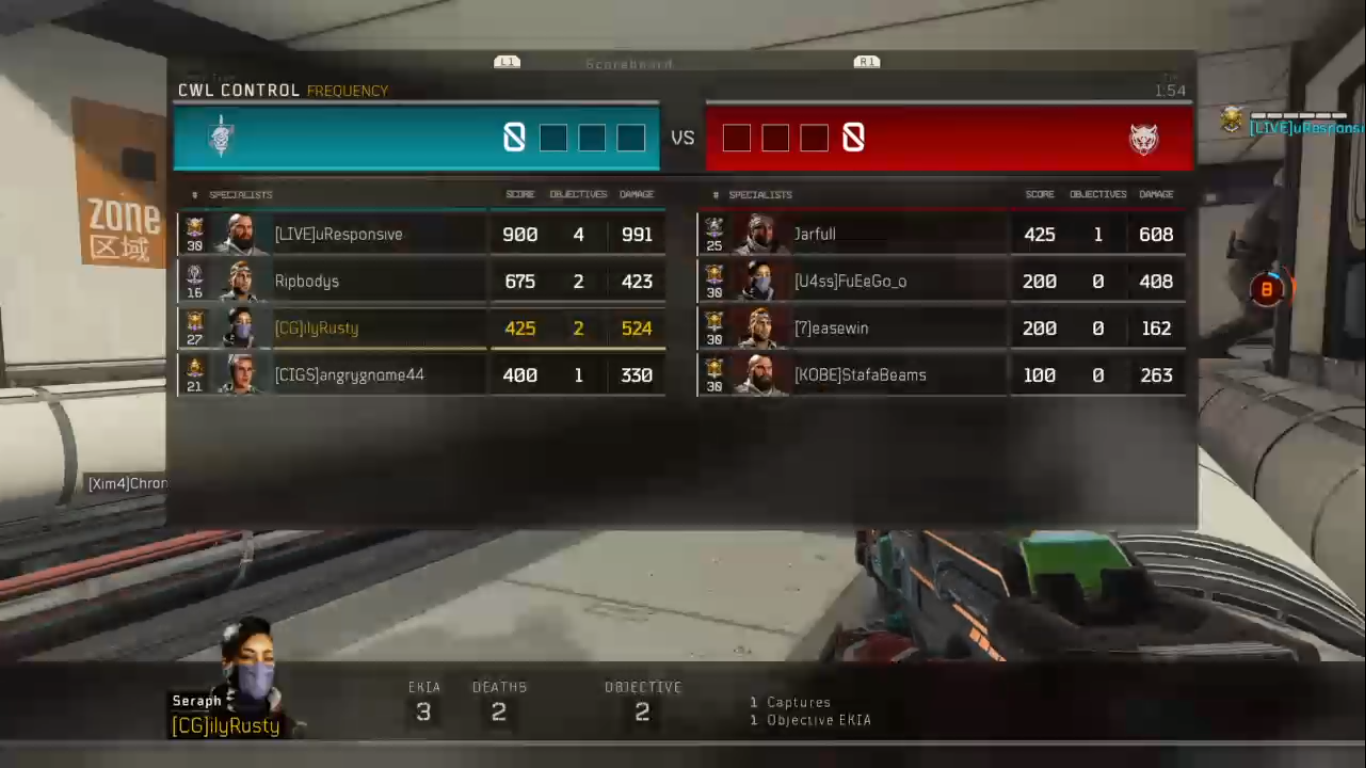 L1 Scoreboard R1
CWL CONTROL FREQUENCY
1:54
0 VS 0
[LIVE]uResponsi
# SPECIALISTS SCORE OBJECTIVES DAMAGE
30 [LIVE]uResponsive 900 4 991
16 Ripbodys 675 2 423
27 [CG]ilyRusty 425 2 524
21 [CIGS]angrygname44 400 1 330
# SPECIALISTS SCORE OBJECTIVES DAMAGE
25 Jarfull 425 1 608
30 [U4ss]FuEeGo_o 200 0 408
30 [7]easewin 200 0 162
30 [KOBE]StafaBeams 100 0 263
zone
区域
8
[Xim4]Chron
Seraph
[CG]ilyRusty
EKIA DEATHS OBJECTIVE
3 2 2
1 Captures
1 Objective EKIA